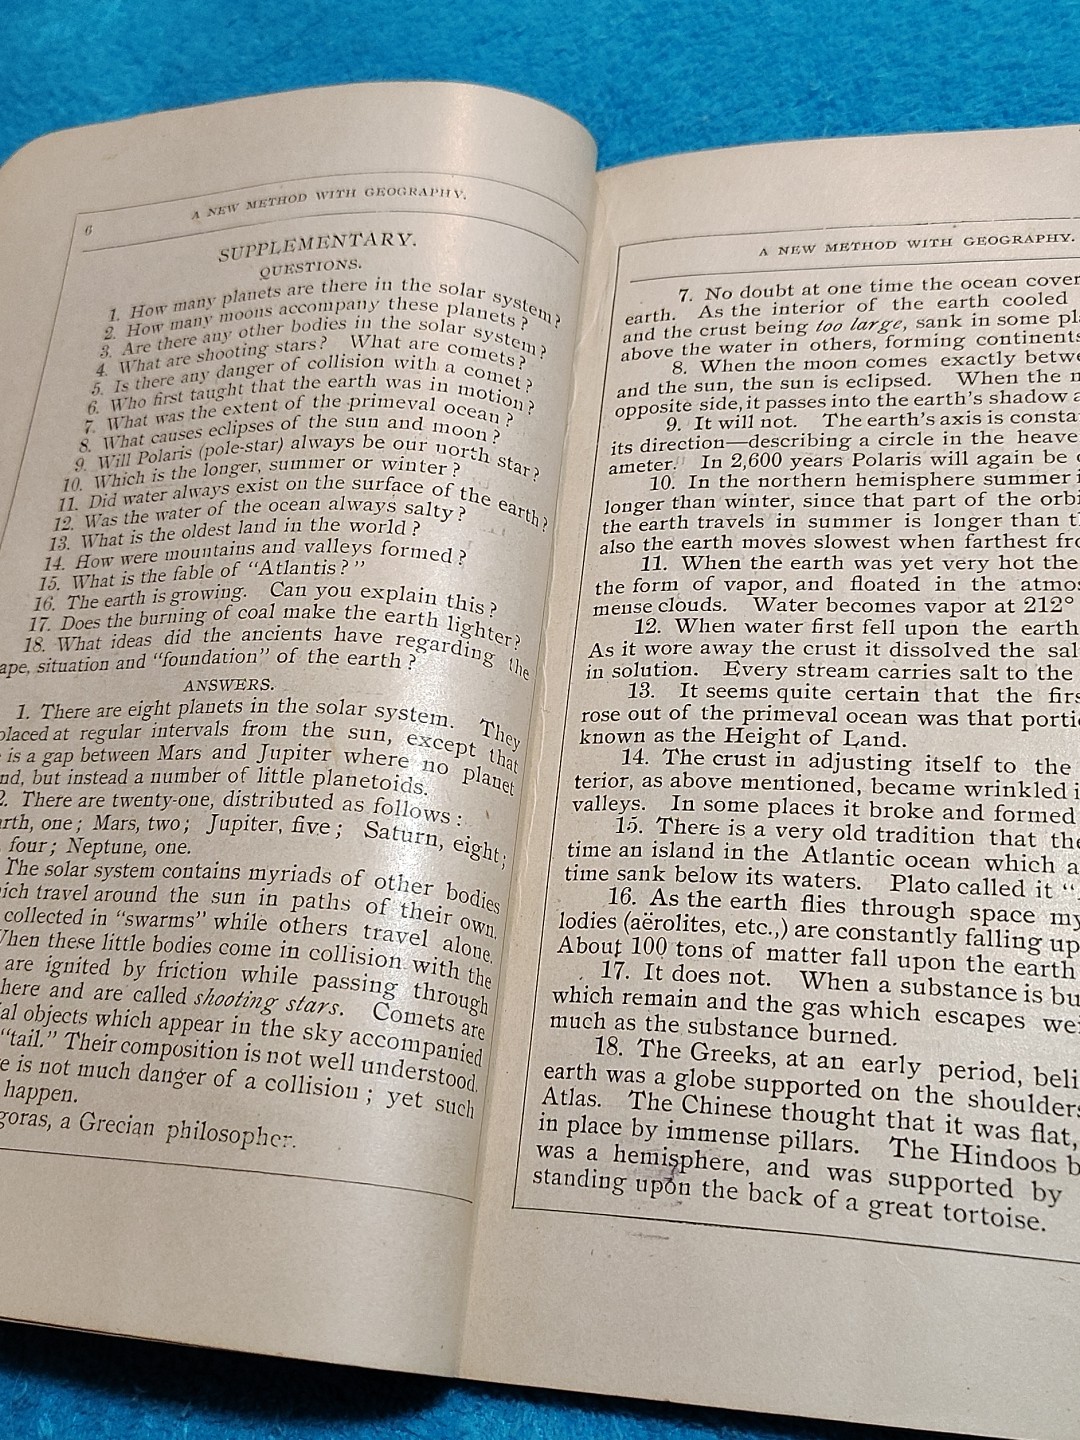 6
A NEW METHOD WITH GEOGRAPHY.
SUPPLEMENTARY.
QUESTIONS.
1. How many planets are there in the solar system?
2. How many moons accompany these planets?
3. Are there any other bodies in the solar system?
4. What are shooting stars? What are comets?
5. Is there any danger of collision with a comet?
6. Who first taught that the earth was in motion?
7. What was the extent of the primeval ocean?
8. What causes eclipses of the sun and moon?
9. Will Polaris (pole-star) always be our north star?
10. Which is the longer, summer or winter?
11. Did water always exist on the surface of the earth?
12. Was the water of the ocean always salty?
13. What is the oldest land in the world?
14. How were mountains and valleys formed?
15. What is the fable of "Atlantis?"
16. The earth is growing. Can you explain this?
17. Does the burning of coal make the earth lighter?
18. What ideas did the ancients have regarding the
ape, situation and "foundation" of the earth?
ANSWERS.
1. There are eight planets in the solar system. They
placed at regular intervals from the sun, except that
is a gap between Mars and Jupiter where no planet
nd, but instead a number of little planetoids.
2. There are twenty-one, distributed as follows:
arth, one; Mars, two; Jupiter, five; Saturn, eight;
four; Neptune, one.
The solar system contains myriads of other bodies
ich travel around the sun in paths of their own.
collected in "swarms" while others travel alone.
When these little bodies come in collision with the
are ignited by friction while passing through
here and are called shooting stars. Comets are
al objects which appear in the sky accompanied
"tail." Their composition is not well understood.
e is not much danger of a collision; yet such
happen.
goras, a Grecian philosopher.
A NEW METHOD WITH GEOGRAPHY.
7. No doubt at one time the ocean cover
earth. As the interior of the earth cooled
and the crust being too large, sank in some pl
above the water in others, forming continents
8. When the moon comes exactly betwe
and the sun, the sun is eclipsed. When the m
opposite side, it passes into the earth's shadow a
9. It will not. The earth's axis is consta
its direction—describing a circle in the heave
ameter. In 2,600 years Polaris will again be
10. In the northern hemisphere summer i
longer than winter, since that part of the orbi
the earth travels in summer is longer than t
also the earth moves slowest when farthest fro
11. When the earth was yet very hot the
the form of vapor, and floated in the atmos
mense clouds. Water becomes vapor at 212°
12. When water first fell upon the earth
As it wore away the crust it dissolved the sal
in solution. Every stream carries salt to the
13. It seems quite certain that the firs
rose out of the primeval ocean was that porti
known as the Height of Land.
14. The crust in adjusting itself to the
terior, as above mentioned, became wrinkled i
valleys. In some places it broke and formed
15. There is a very old tradition that the
time an island in the Atlantic ocean which a
time sank below its waters. Plato called it "
16. As the earth flies through space my
lodies (aërolites, etc.,) are constantly falling up
About 100 tons of matter fall upon the earth
17. It does not. When a substance is bu
which remain and the gas which escapes wei
much as the substance burned.
18. The Greeks, at an early period, beli
earth was a globe supported on the shoulders
Atlas. The Chinese thought that it was flat,
in place by immense pillars. The Hindoos b
was a hemisphere, and was supported by
standing upon the back of a great tortoise.